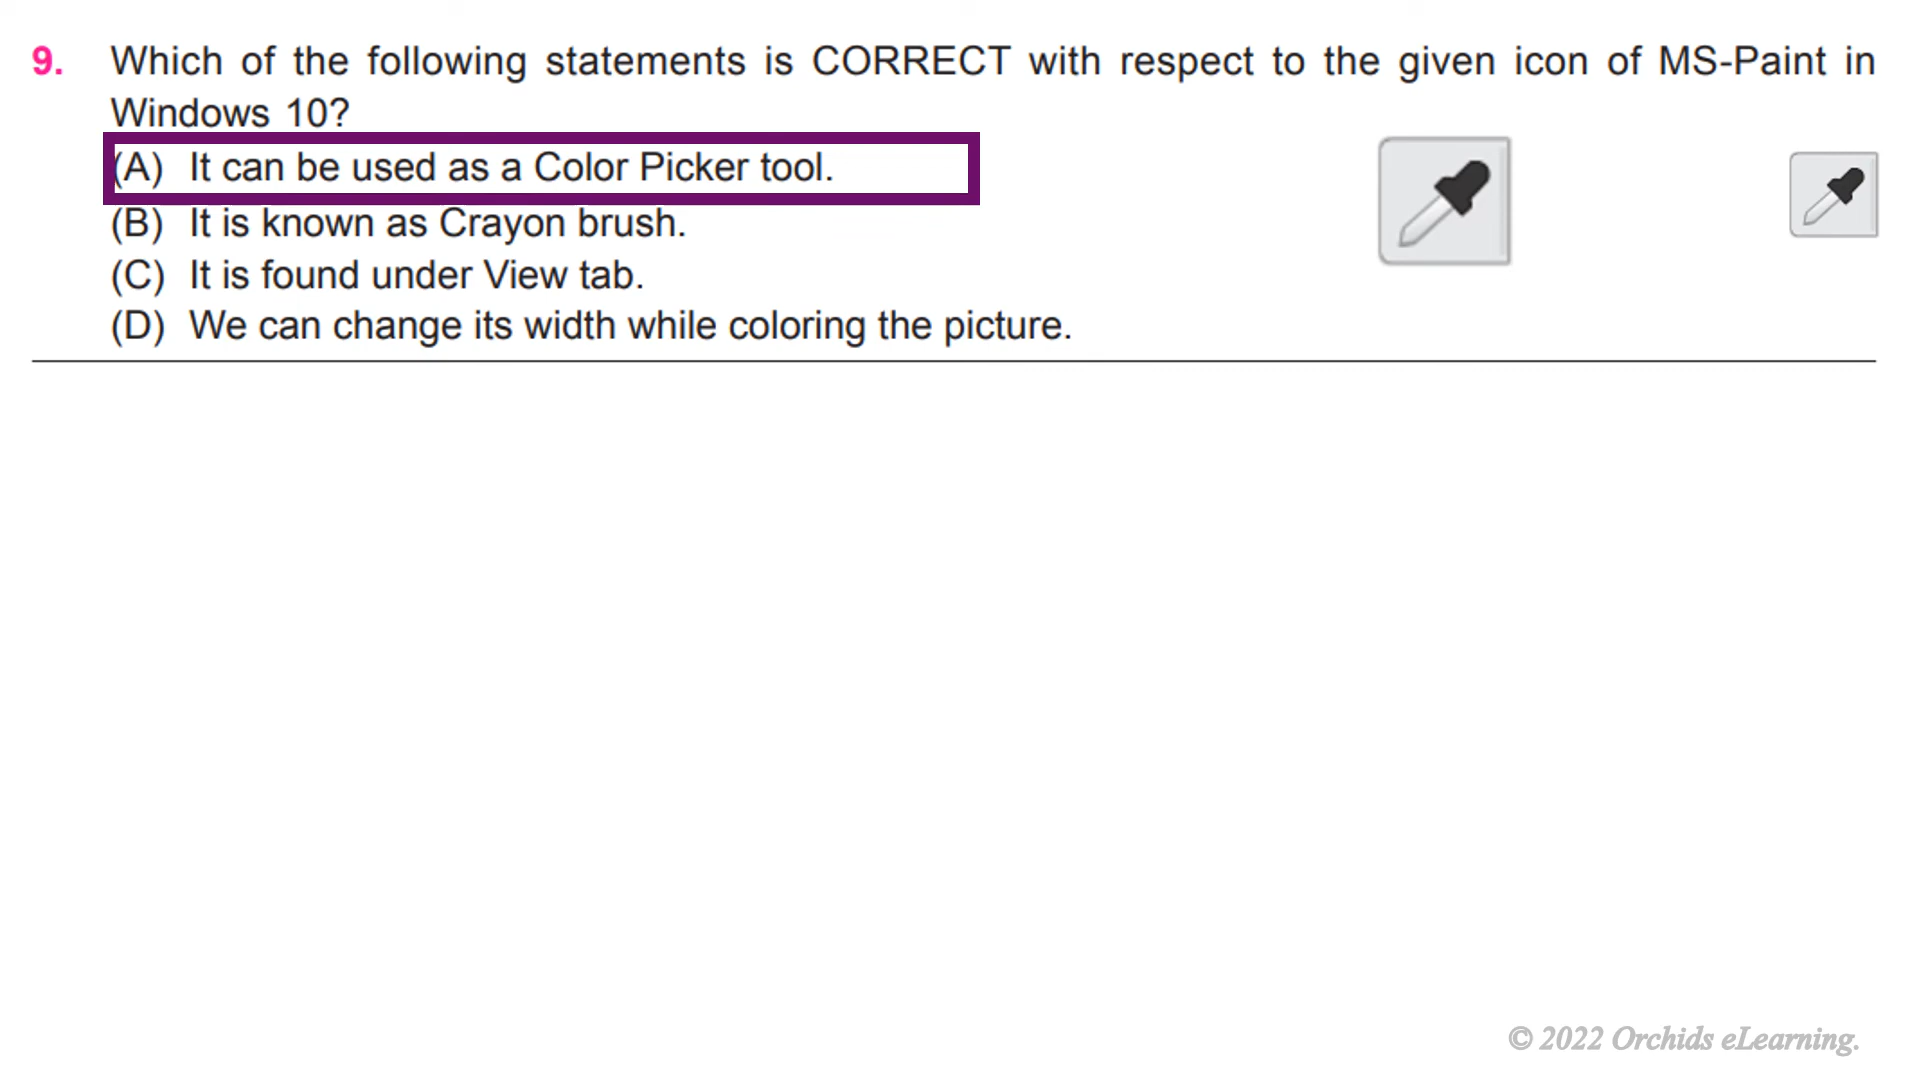 9. Which of the following statements is CORRECT with respect to the given icon of MS-Paint in
Windows 10?
(A) It can be used as a Color Picker tool.
(B) It is known as Crayon brush.
(C) It is found under View tab.
(D) We can change its width while coloring the picture.
© 2022 Orchids eLearning.